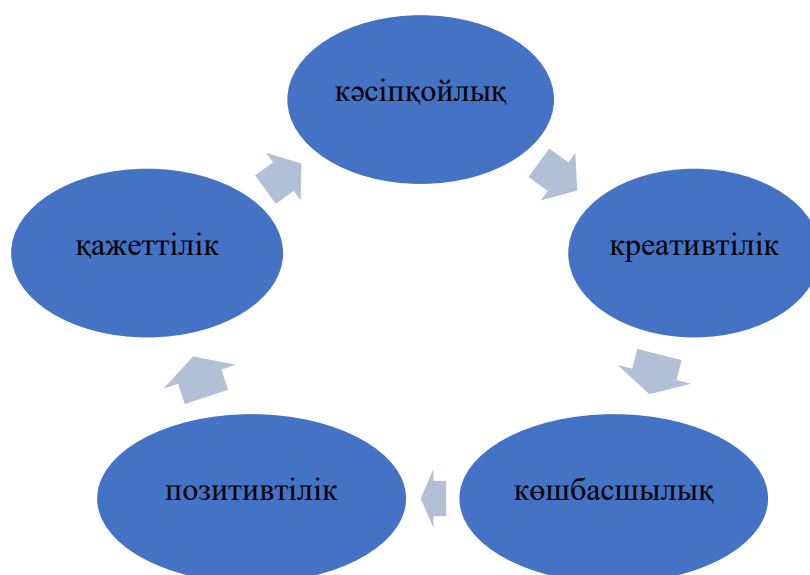 кәсіпқойлық
креативтілік
көшбасшылық
позитивтілік
қажеттілік